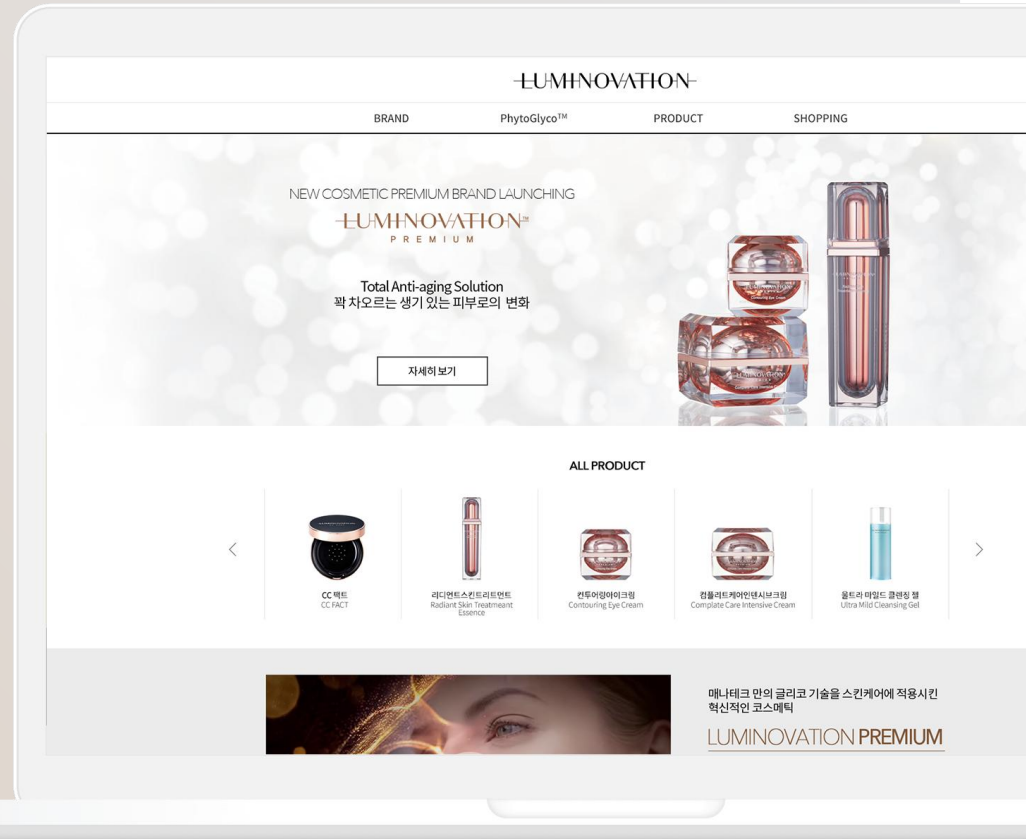 LUMINOVATION
BRAND PhytoGlyco™ PRODUCT SHOPPING
NEW COSMETIC PREMIUM BRAND LAUNCHING
LUMINOVATION™
PREMIUM
Total Anti-aging Solution
꽉 차오르는 생기 있는 피부로의 변화
자세히 보기
ALL PRODUCT
CC 팩트
CC FACT
리디언트스킨트리트먼트
Radiant Skin Treatmeant
Essence
컨투어링아이크림
Contouring Eye Cream
컴플리트케어인텐시브크림
Complate Care Intensive Cream
울트라 마일드 클렌징 젤
Ultra Mild Cleansing Gel
매나테크 만의 글리코 기술을 스킨케어에 적용시킨
혁신적인 코스메틱
LUMINOVATION PREMIUM